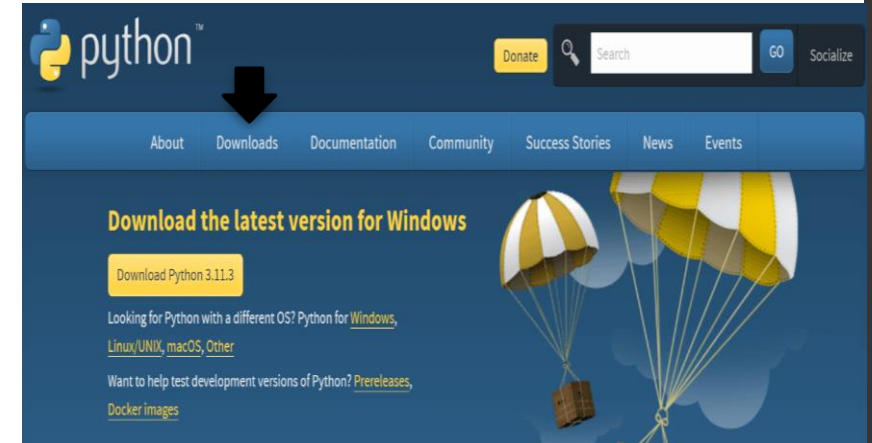 python™
Donate
Search
GO
Socialize
About Downloads Documentation Community Success Stories News Events
Download the latest version for Windows
Download Python 3.11.3
Looking for Python with a different OS? Python for Windows,
Linux/UNIX, macOS, Other
Want to help test development versions of Python? Prereleases,
Docker images